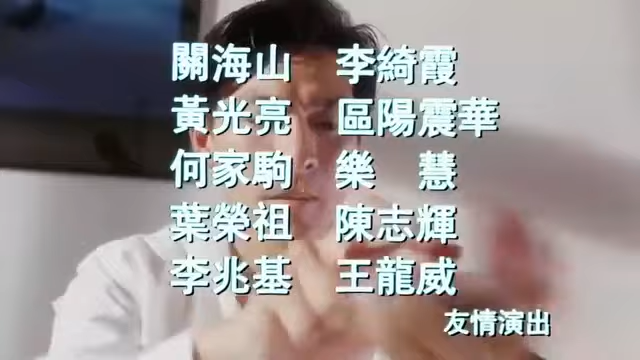 關海山 李綺霞
黃光亮 區陽震華
何家駒 樂 慧
葉榮祖 陳志輝
李兆基 王龍威
友情演出